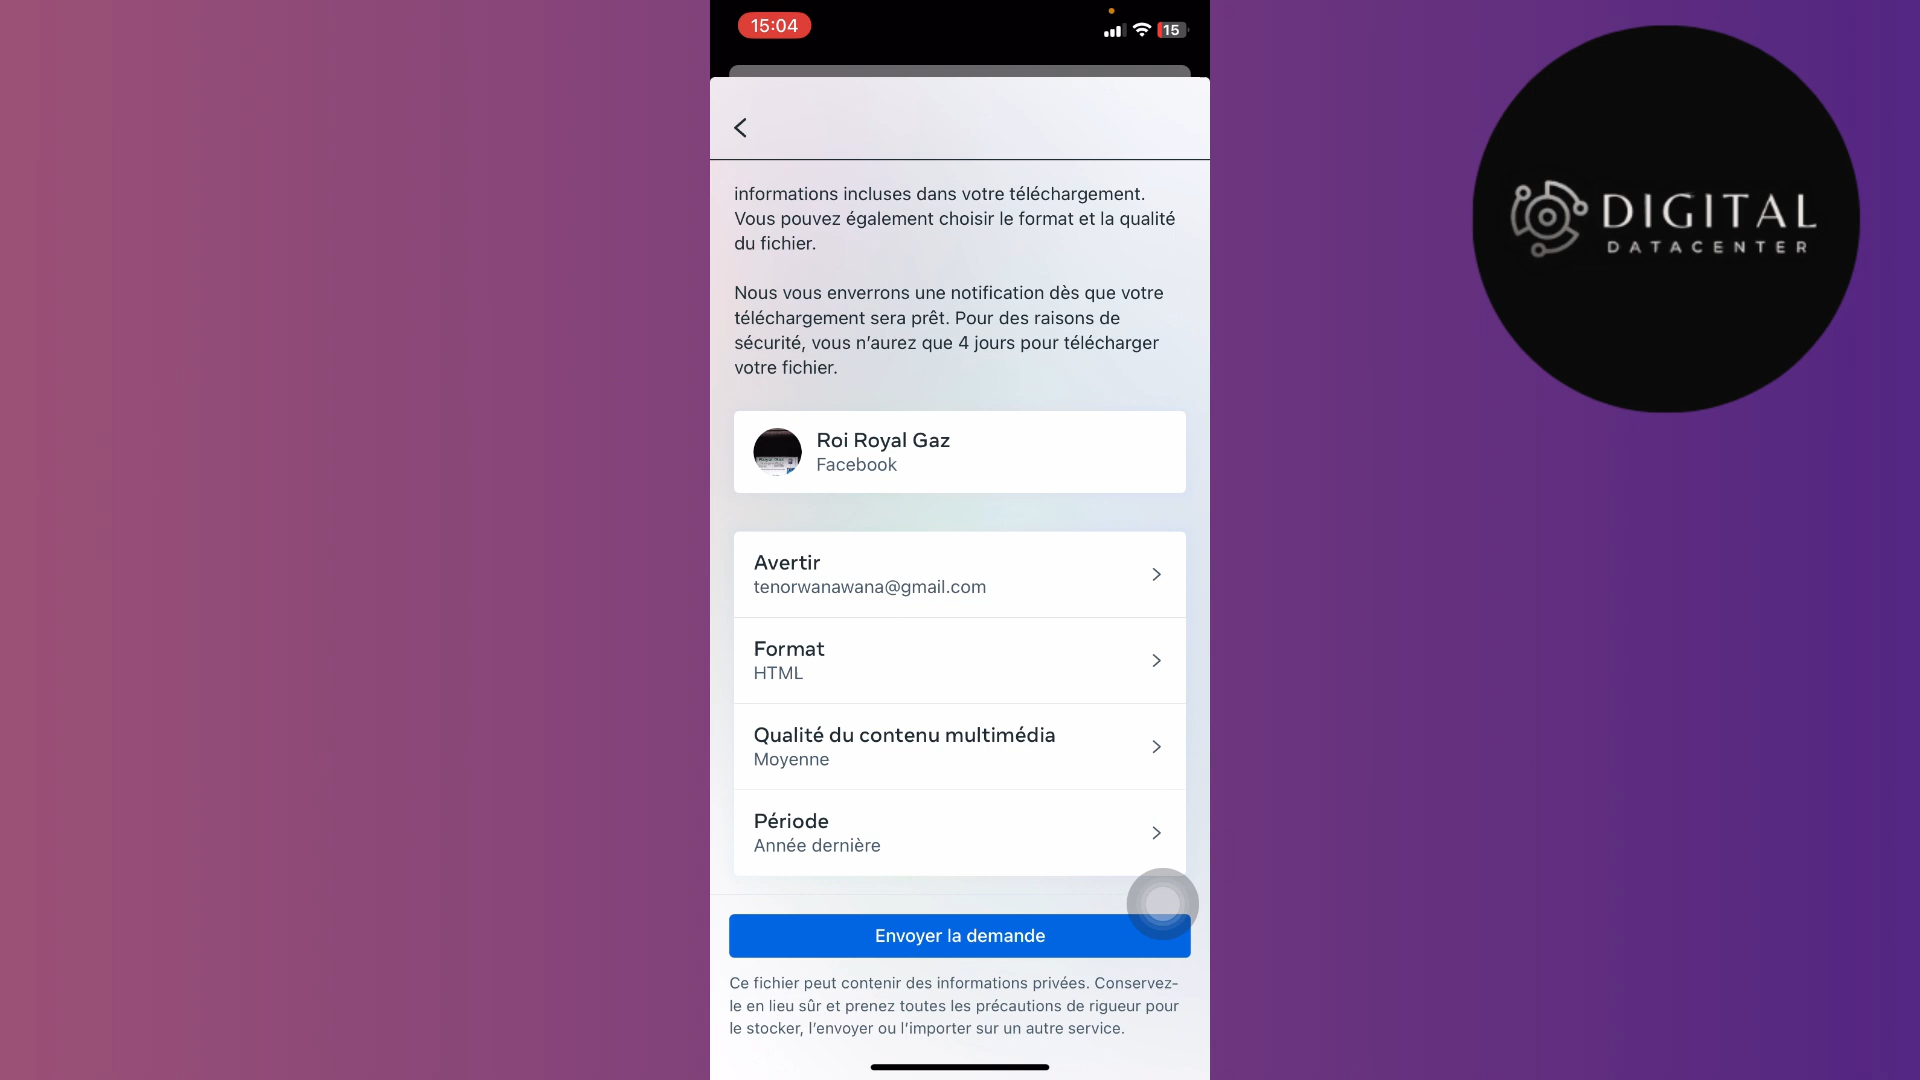 15:04
15
DIGITAL
DATACENTER
informations incluses dans votre téléchargement.
Vous pouvez également choisir le format et la qualité
du fichier.
Nous vous enverrons une notification dès que votre
téléchargement sera prêt. Pour des raisons de
sécurité, vous n’aurez que 4 jours pour télécharger
votre fichier.
Roi Royal Gaz
Facebook
Avertir
tenorwanawana@gmail.com
Format
HTML
Qualité du contenu multimédia
Moyenne
Période
Année dernière
Envoyer la demande
Ce fichier peut contenir des informations privées. Conservez-
le en lieu sûr et prenez toutes les précautions de rigueur pour
le stocker, l’envoyer ou l’importer sur un autre service.